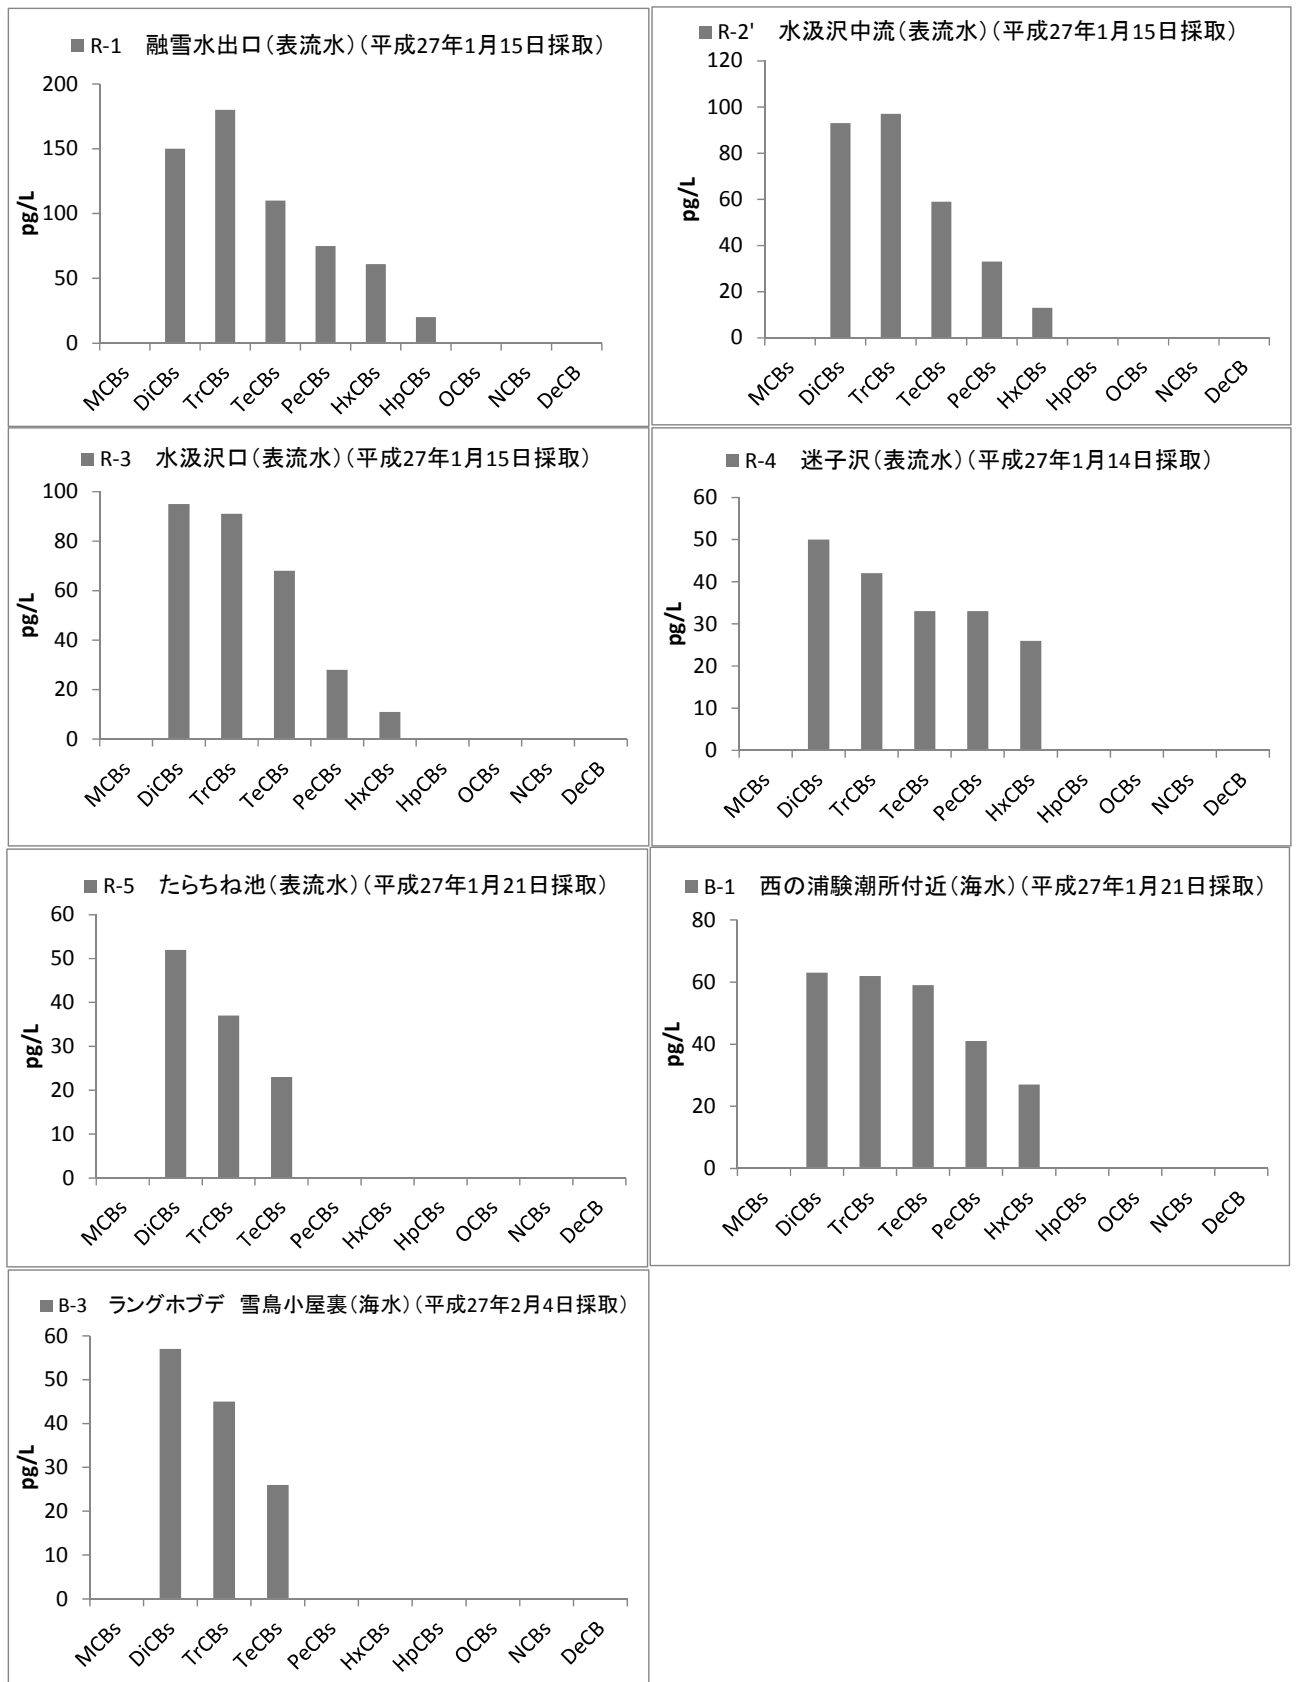 R-1 融雪水出口(表流水)(平成27年1月15日採取)
200
150
100
50
0
pg/L
MCBs DiCBs TrCBs TeCBs PeCBs HxCBs HpCBs OCBs NCBs DeCB
R-2' 水汲沢中流(表流水)(平成27年1月15日採取)
120
100
80
60
40
20
0
pg/L
MCBs DiCBs TrCBs TeCBs PeCBs HxCBs HpCBs OCBs NCBs DeCB
R-3 水汲沢口(表流水)(平成27年1月15日採取)
100
80
60
40
20
0
pg/L
MCBs DiCBs TrCBs TeCBs PeCBs HxCBs HpCBs OCBs NCBs DeCB
R-4 迷子沢(表流水)(平成27年1月14日採取)
60
50
40
30
20
10
0
pg/L
MCBs DiCBs TrCBs TeCBs PeCBs HxCBs HpCBs OCBs NCBs DeCB
R-5 たらちね池(表流水)(平成27年1月21日採取)
60
50
40
30
20
10
0
pg/L
MCBs DiCBs TrCBs TeCBs PeCBs HxCBs HpCBs OCBs NCBs DeCB
B-1 西の浦験潮所付近(海水)(平成27年1月21日採取)
80
60
40
20
0
pg/L
MCBs DiCBs TrCBs TeCBs PeCBs HxCBs HpCBs OCBs NCBs DeCB
B-3 ラングホブデ 雪鳥小屋裏(海水)(平成27年2月4日採取)
60
50
40
30
20
10
0
pg/L
MCBs DiCBs TrCBs TeCBs PeCBs HxCBs HpCBs OCBs NCBs DeCB